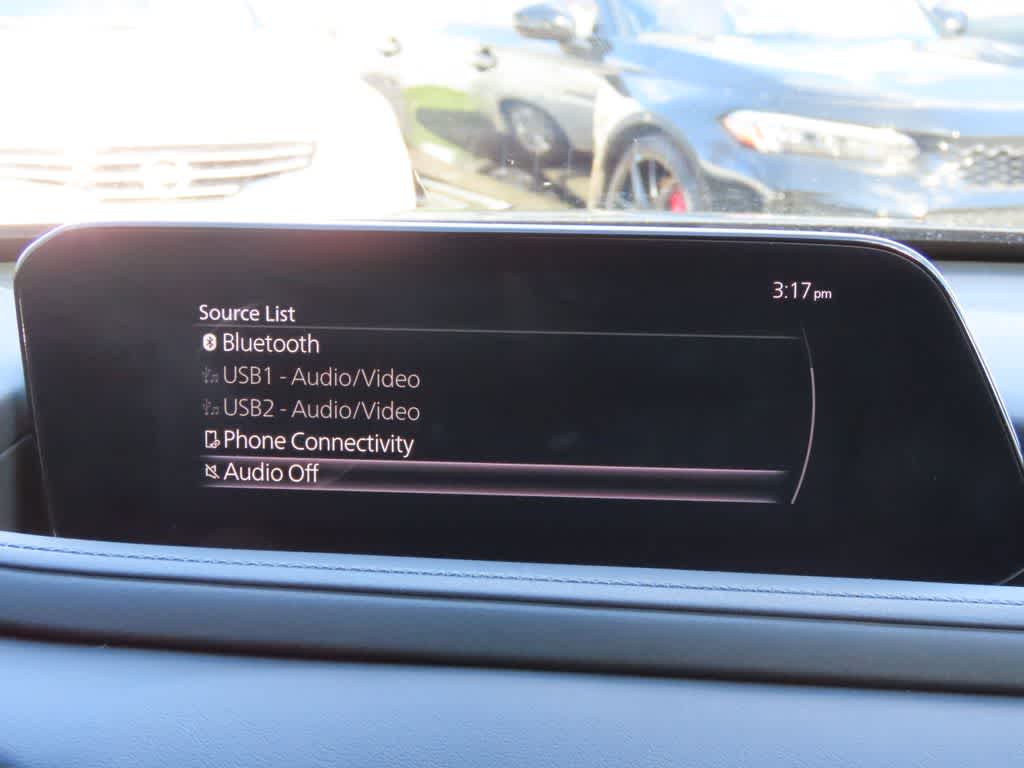 3:17 pm
Source List
Bluetooth
USB1 - Audio/Video
USB2 - Audio/Video
Phone Connectivity
Audio Off